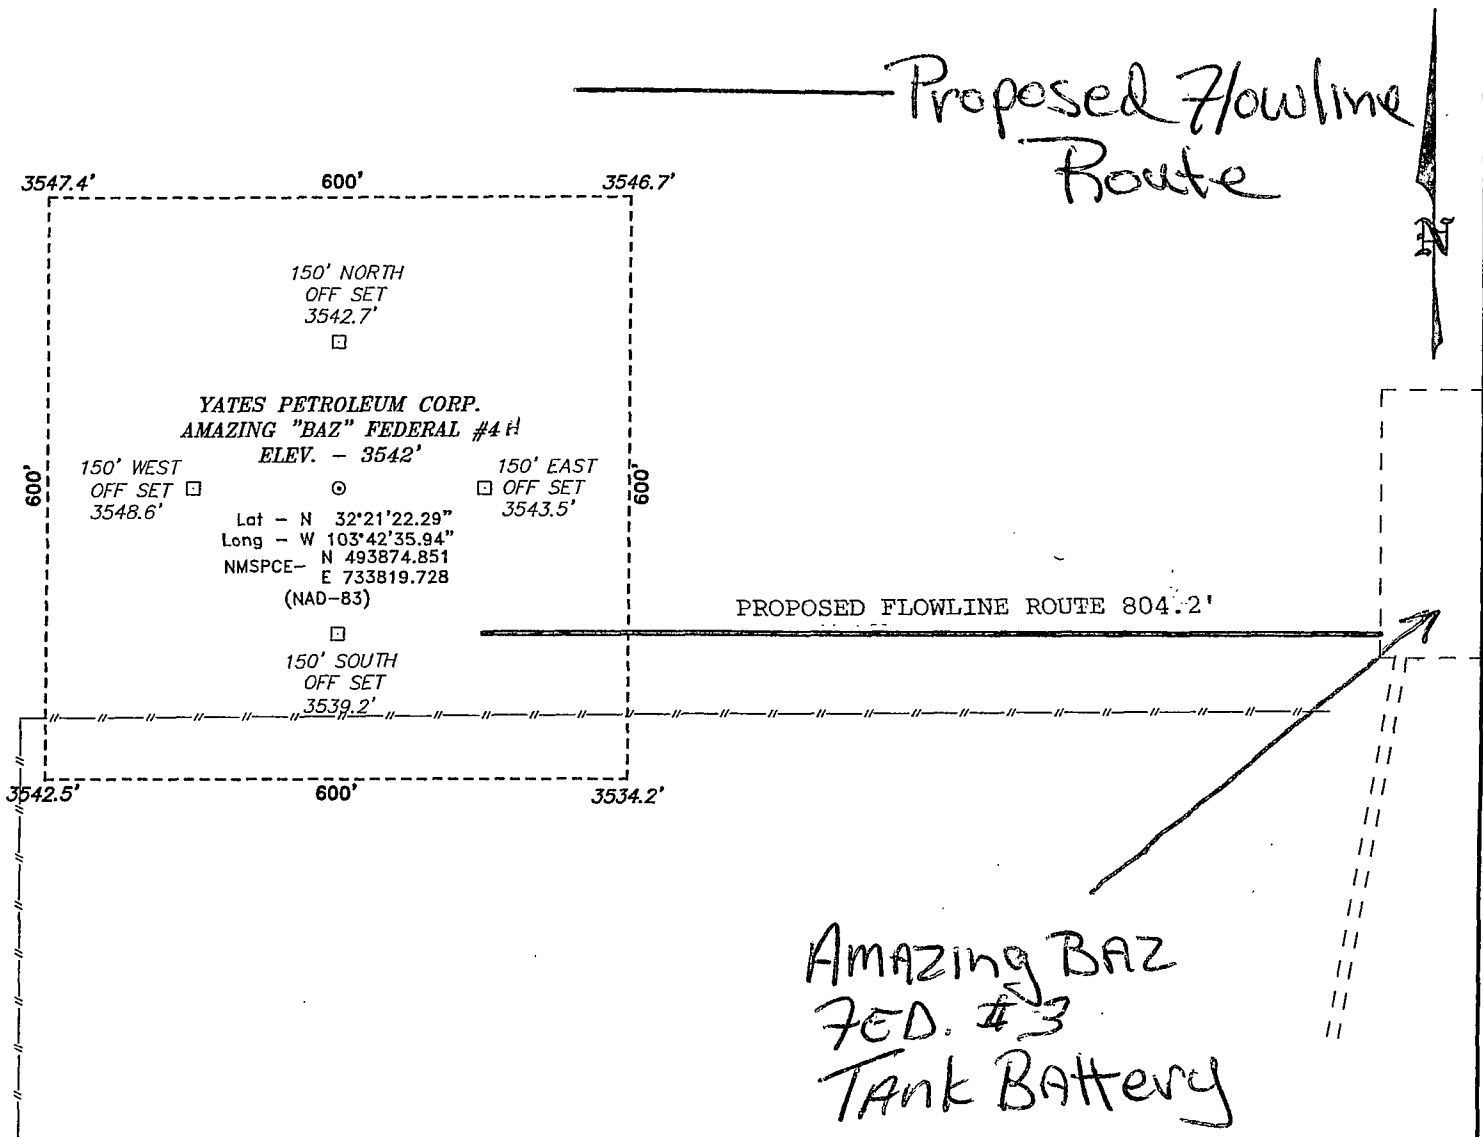 Proposed Flowline
Route
N
3547.4'
600'
3546.7'
150' NORTH
OFF SET
3542.7'
YATES PETROLEUM CORP.
AMAZING "BAZ" FEDERAL #4H
ELEV. - 3542'
600'
150' WEST
OFF SET
3548.6'
150' EAST
OFF SET
3543.5'
600'
Lat - N 32°21'22.29"
Long - W 103°42'35.94"
NMSPCE- N 493874.851
E 733819.728
(NAD-83)
PROPOSED FLOWLINE ROUTE 804.2'
150' SOUTH
OFF SET
3539.2'
3542.5'
600'
3534.2'
AMAZing BAZ
FED. #3
TAnk BAttery